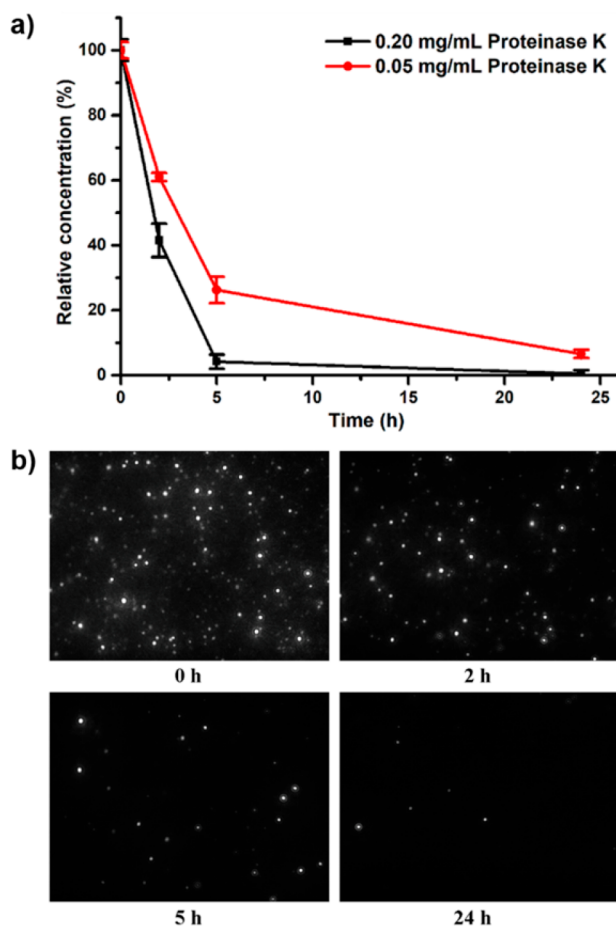 a)
0.20 mg/mL Proteinase K
0.05 mg/mL Proteinase K
Relative concentration (%)
100
80
60
40
20
0
0 5 10 15 20 25
Time (h)
b)
0 h 2 h
5 h 24 h